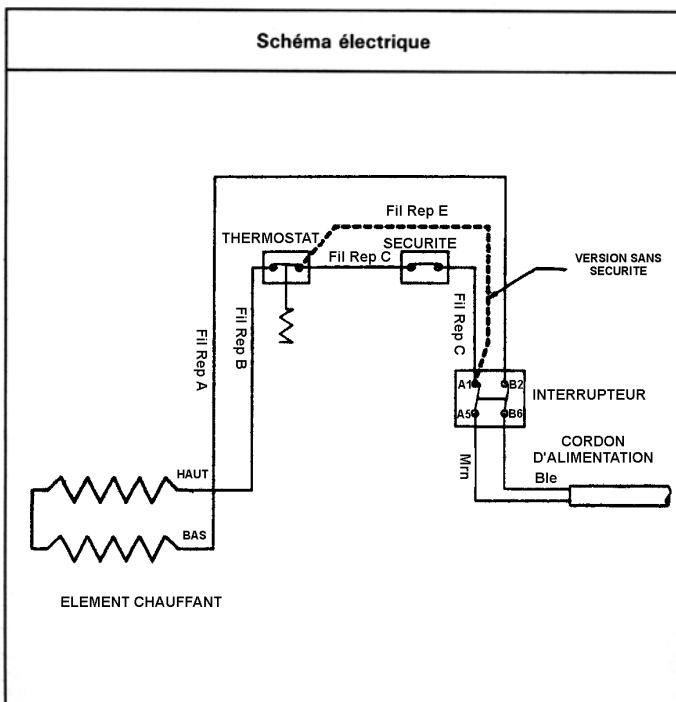 Schéma électrique
Fil Rep E
THERMOSTAT
SECURITE
Fil Rep C
VERSION SANS
SECURITE
Fil Rep A
Fil Rep B
Fil Rep C
A1
B2
INTERRUPTEUR
A5
B6
CORDON
D'ALIMENTATION
Mrn
Ble
HAUT
BAS
ELEMENT CHAUFFANT